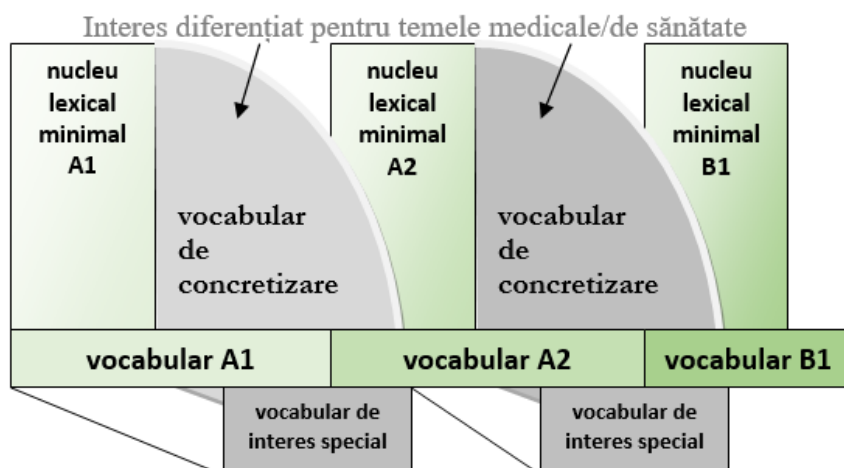 Interes diferențiat pentru temele medicale/de sănătate
nucleu
lexical
minimal
A1
vocabular
de
concretizare
nucleu
lexical
minimal
A2
vocabular
de
concretizare
nucleu
lexical
minimal
B1
vocabular A1
vocabular A2
vocabular B1
vocabular de
interes special
vocabular de
interes special